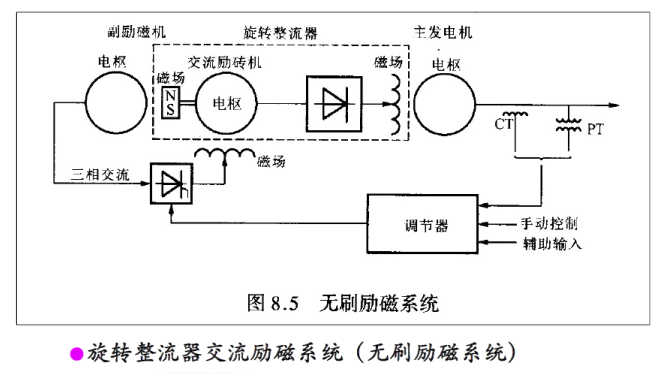 副励磁机 旋转整流器 主发电机
电枢 磁场 交流励砖机 磁场 电枢
N
S
电枢
CT PT
磁场
三相交流
调节器
手动控制
辅助输入
图 8.5 无刷励磁系统
●旋转整流器交流励磁系统（无刷励磁系统）